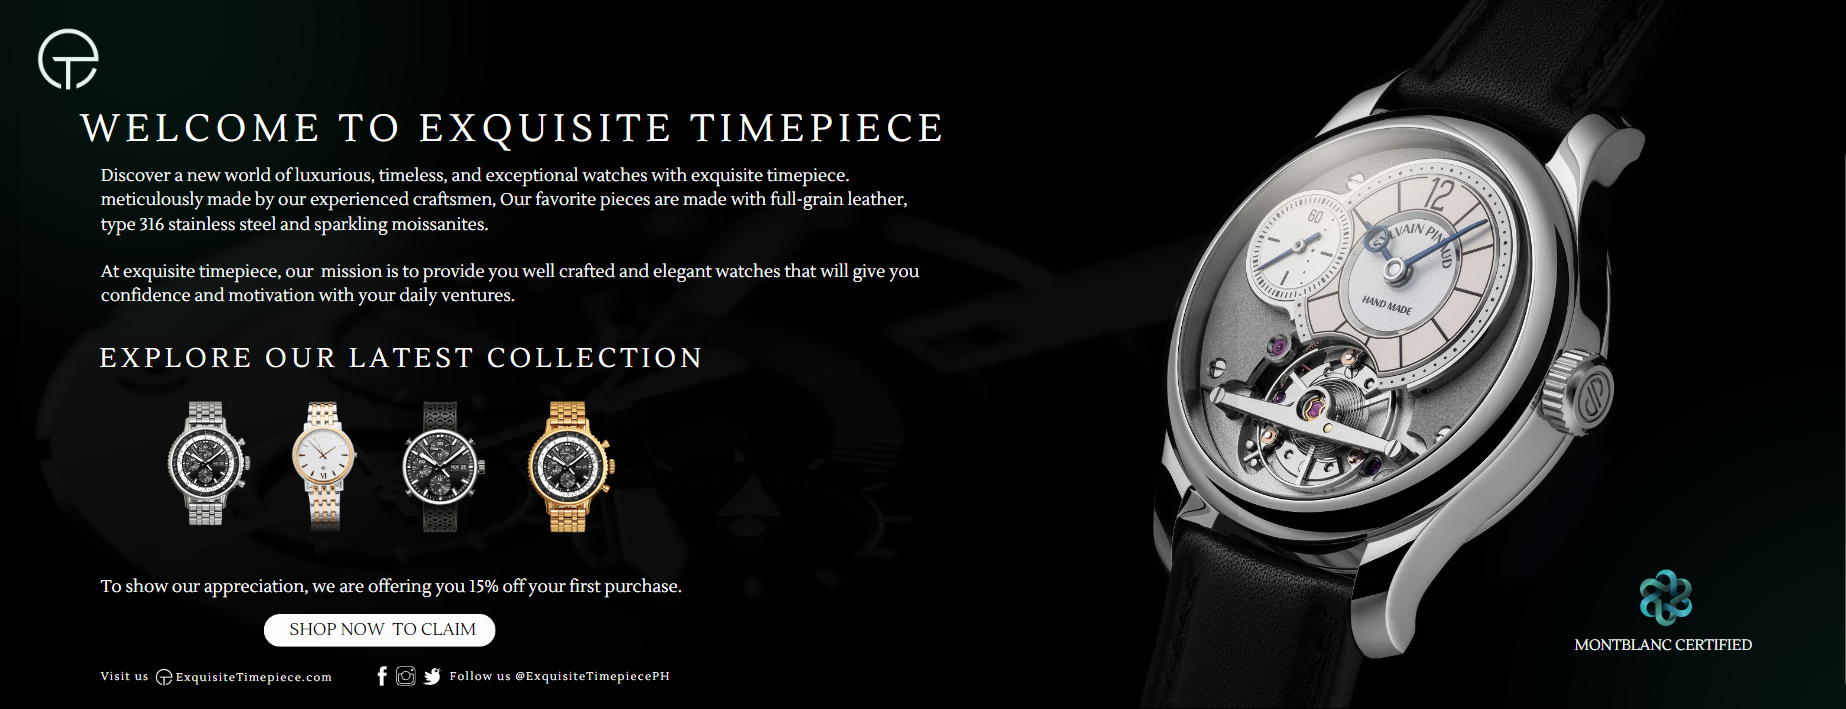 WELCOME TO EXQUISITE TIMEPIECE
Discover a new world of luxurious, timeless, and exceptional watches with exquisite timepiece.
meticulously made by our experienced craftsmen, Our favorite pieces are made with full-grain leather,
type 316 stainless steel and sparkling moissanites.
At exquisite timepiece, our mission is to provide you well crafted and elegant watches that will give you
confidence and motivation with your daily ventures.
EXPLORE OUR LATEST COLLECTION
To show our appreciation, we are offering you 15% off your first purchase.
SHOP NOW TO CLAIM
Visit us ExquisiteTimepiece.com
Follow us @ExquisiteTimepiecePH
12
60
HAND MADE
MONTBLANC CERTIFIED